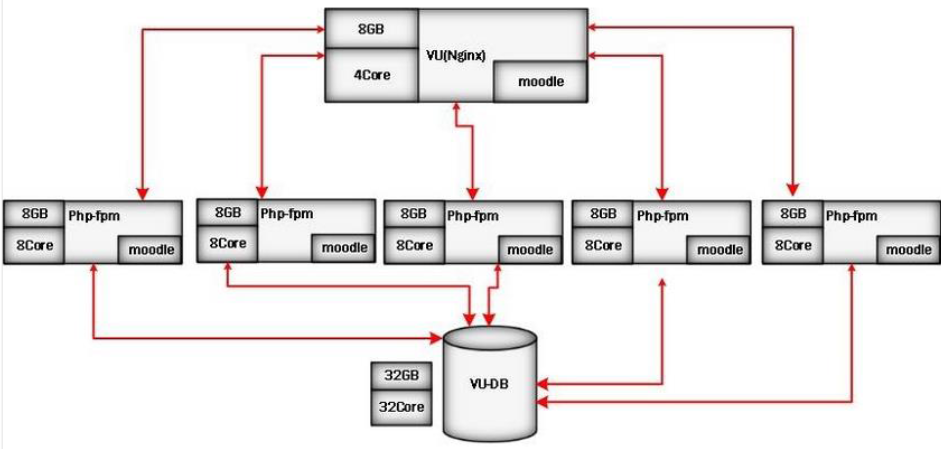 8GB
VU(Nginx)
4Core
moodle
8GB
Php-fpm
8Core
moodle
8GB
Php-fpm
8Core
moodle
8GB
Php-fpm
8Core
moodle
8GB
Php-fpm
8Core
moodle
8GB
Php-fpm
8Core
moodle
32GB
32Core
VU-DB